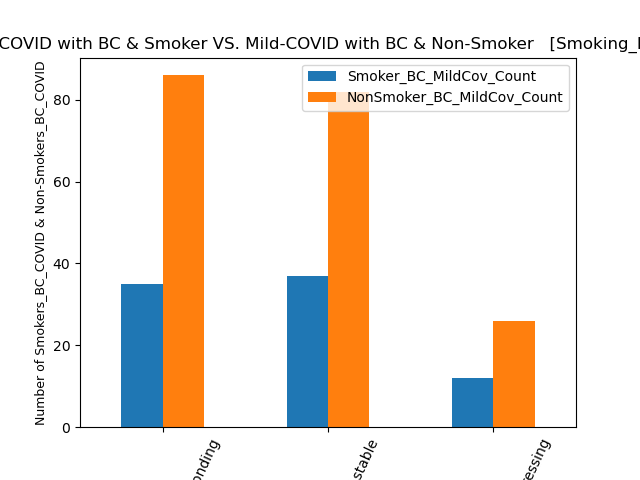 COVID with BC & Smoker VS. Mild-COVID with BC & Non-Smoker [Smoking_
Smoker_BC_MildCov_Count
NonSmoker_BC_MildCov_Count
Number of Smokers_BC_COVID & Non-Smokers_BC_COVID
80
60
40
20
0
onding
stable
essing